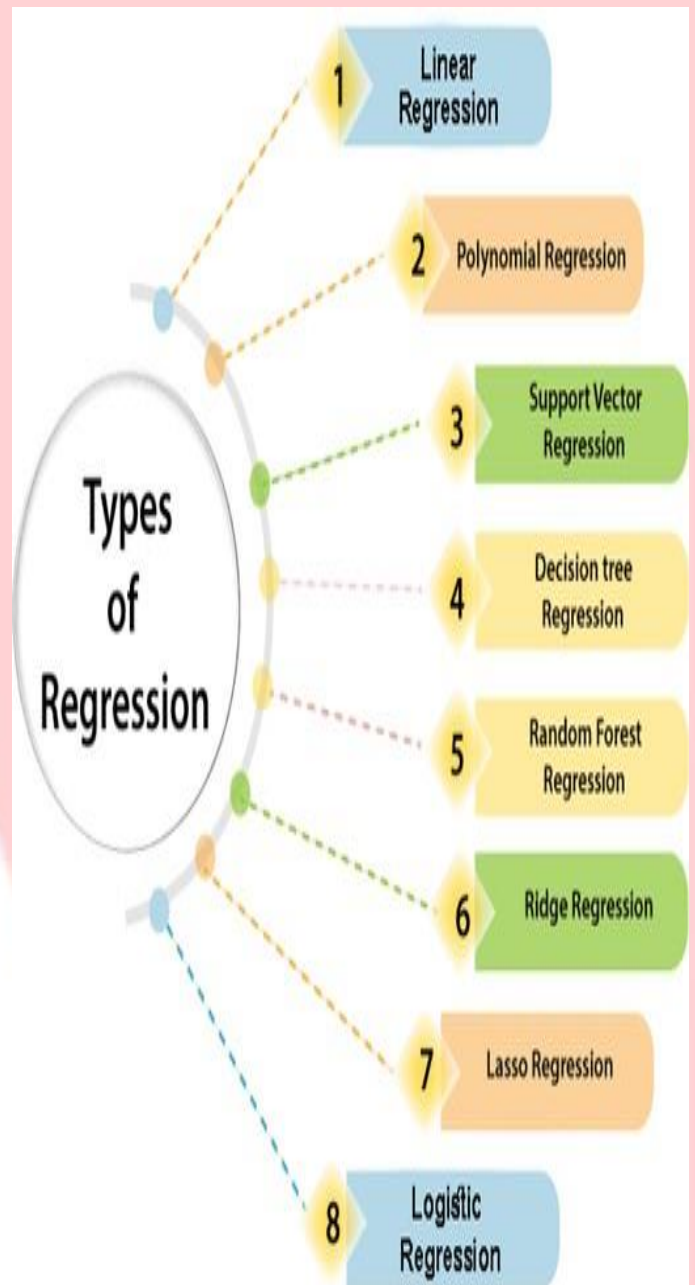 Types
of
Regression
1
Linear
Regression
2
Polynomial Regression
3
Support Vector
Regression
4
Decision tree
Regression
5
Random Forest
Regression
6
Ridge Regression
7
Lasso Regression
8
Logistic
Regression